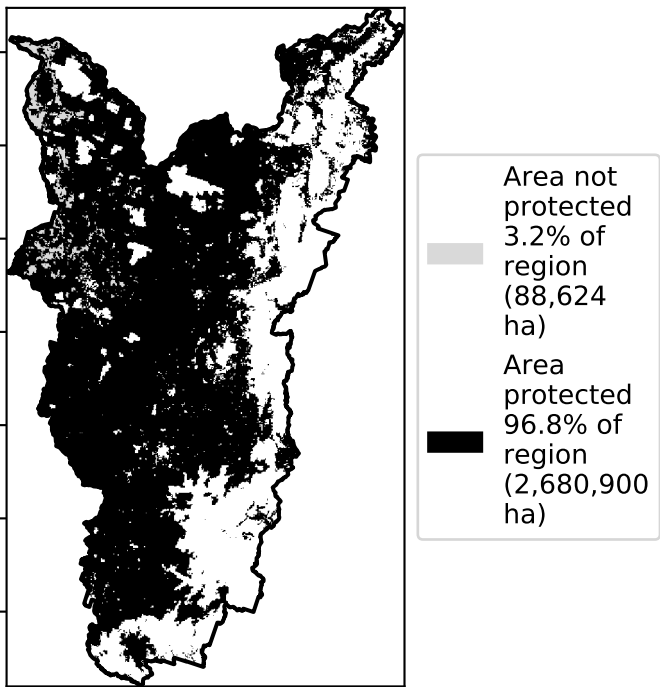 Area not
protected
3.2% of
region
(88,624
ha)
Area
protected
96.8% of
region
(2,680,900
ha)